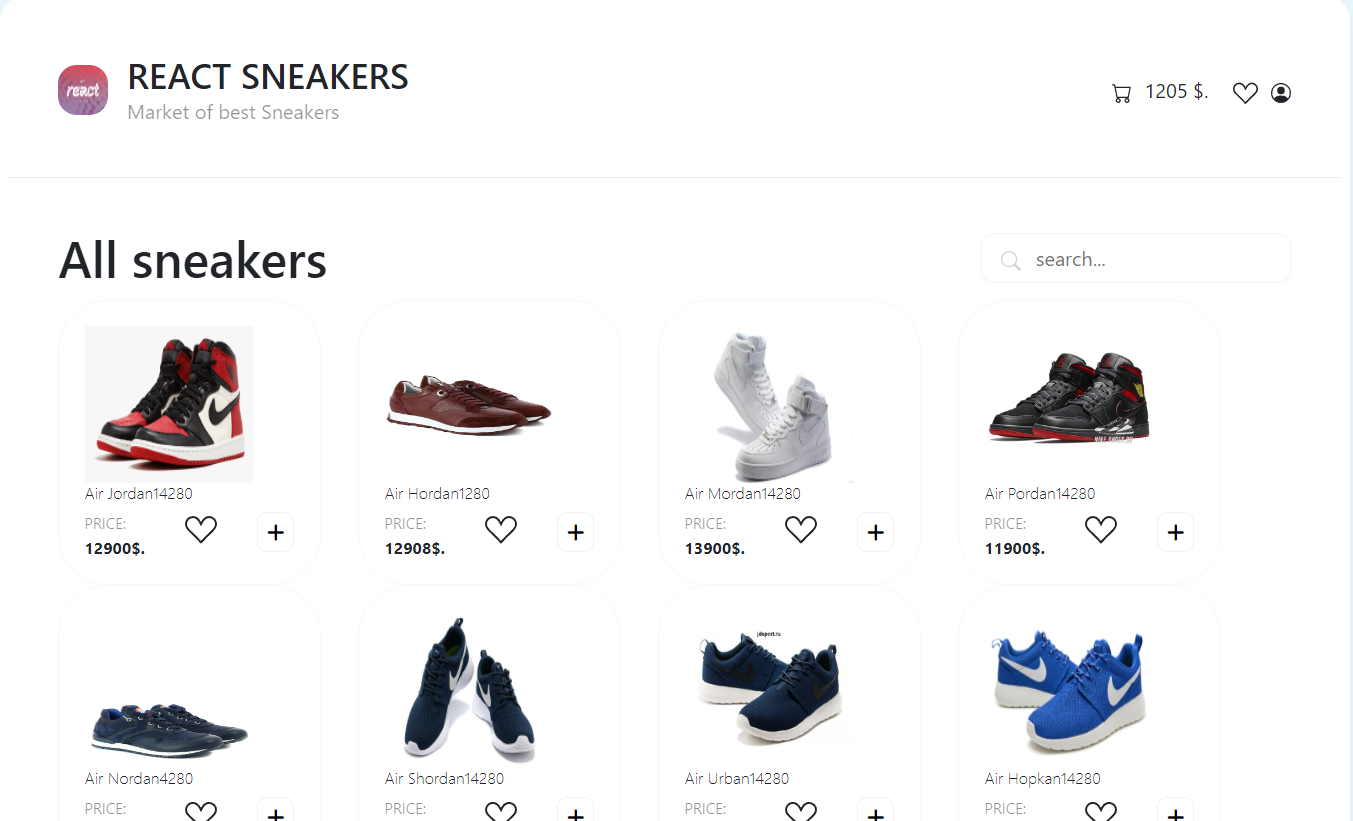 react
REACT SNEAKERS
Market of best Sneakers
1205 $.
All sneakers
search...
Air Jordan14280
PRICE:
12900$.
Air Hordan1280
PRICE:
12908$.
Air Mordan14280
PRICE:
13900$.
Air Pordan14280
PRICE:
11900$.
jdsport.ru
Air Nordan4280
PRICE:
Air Shordan14280
PRICE:
Air Urban14280
PRICE:
Air Hopkan14280
PRICE: